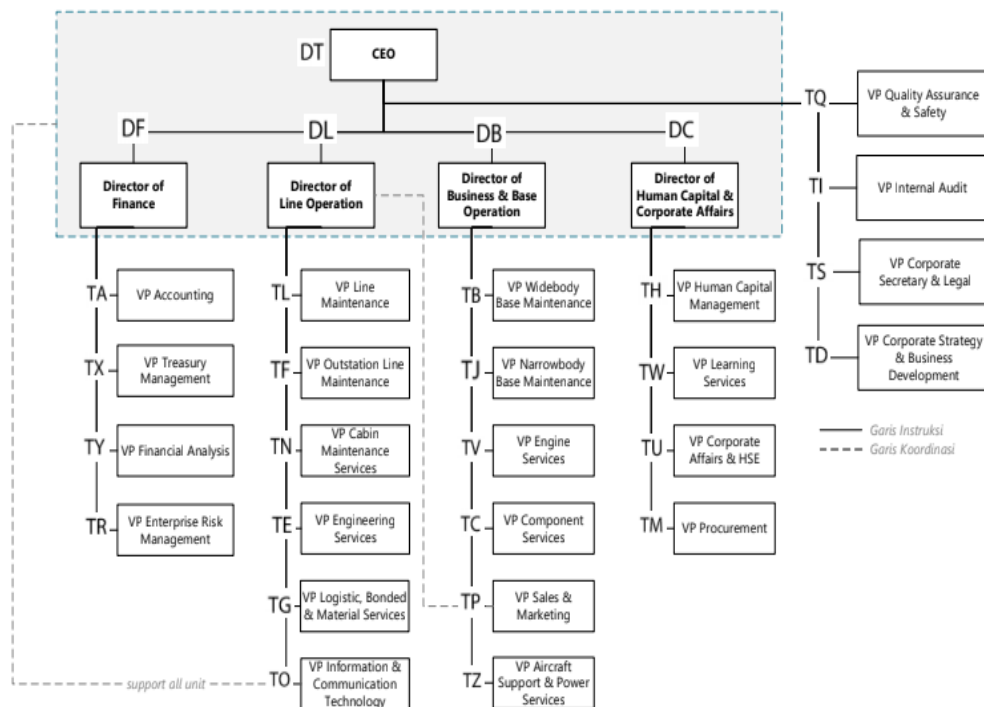 DT
CEO
TQ
VP Quality Assurance
& Safety
DF
DL
DB
DC
Director of
Finance
Director of
Line Operation
Director of
Business & Base
Operation
Director of
Human Capital &
Corporate Affairs
TI
VP Internal Audit
TS
VP Corporate
Secretary & Legal
TD
VP Corporate Strategy
& Business
Development
TA
VP Accounting
TX
VP Treasury
Management
TY
VP Financial Analysis
TR
VP Enterprise Risk
Management
TL
VP Line
Maintenance
TF
VP Outstation Line
Maintenance
TN
VP Cabin
Maintenance
Services
TE
VP Engineering
Services
TG
VP Logistic, Bonded
& Material Services
TO
VP Information &
Communication
Technology
support all unit
TB
VP Widebody
Base Maintenance
TJ
VP Narrowbody
Base Maintenance
TV
VP Engine
Services
TC
VP Component
Services
TP
VP Sales &
Marketing
TZ
VP Aircraft
Support & Power
Services
TH
VP Human Capital
Management
TW
VP Learning
Services
TU
VP Corporate
Affairs & HSE
TM
VP Procurement
Garis Instruksi
Garis Koordinasi